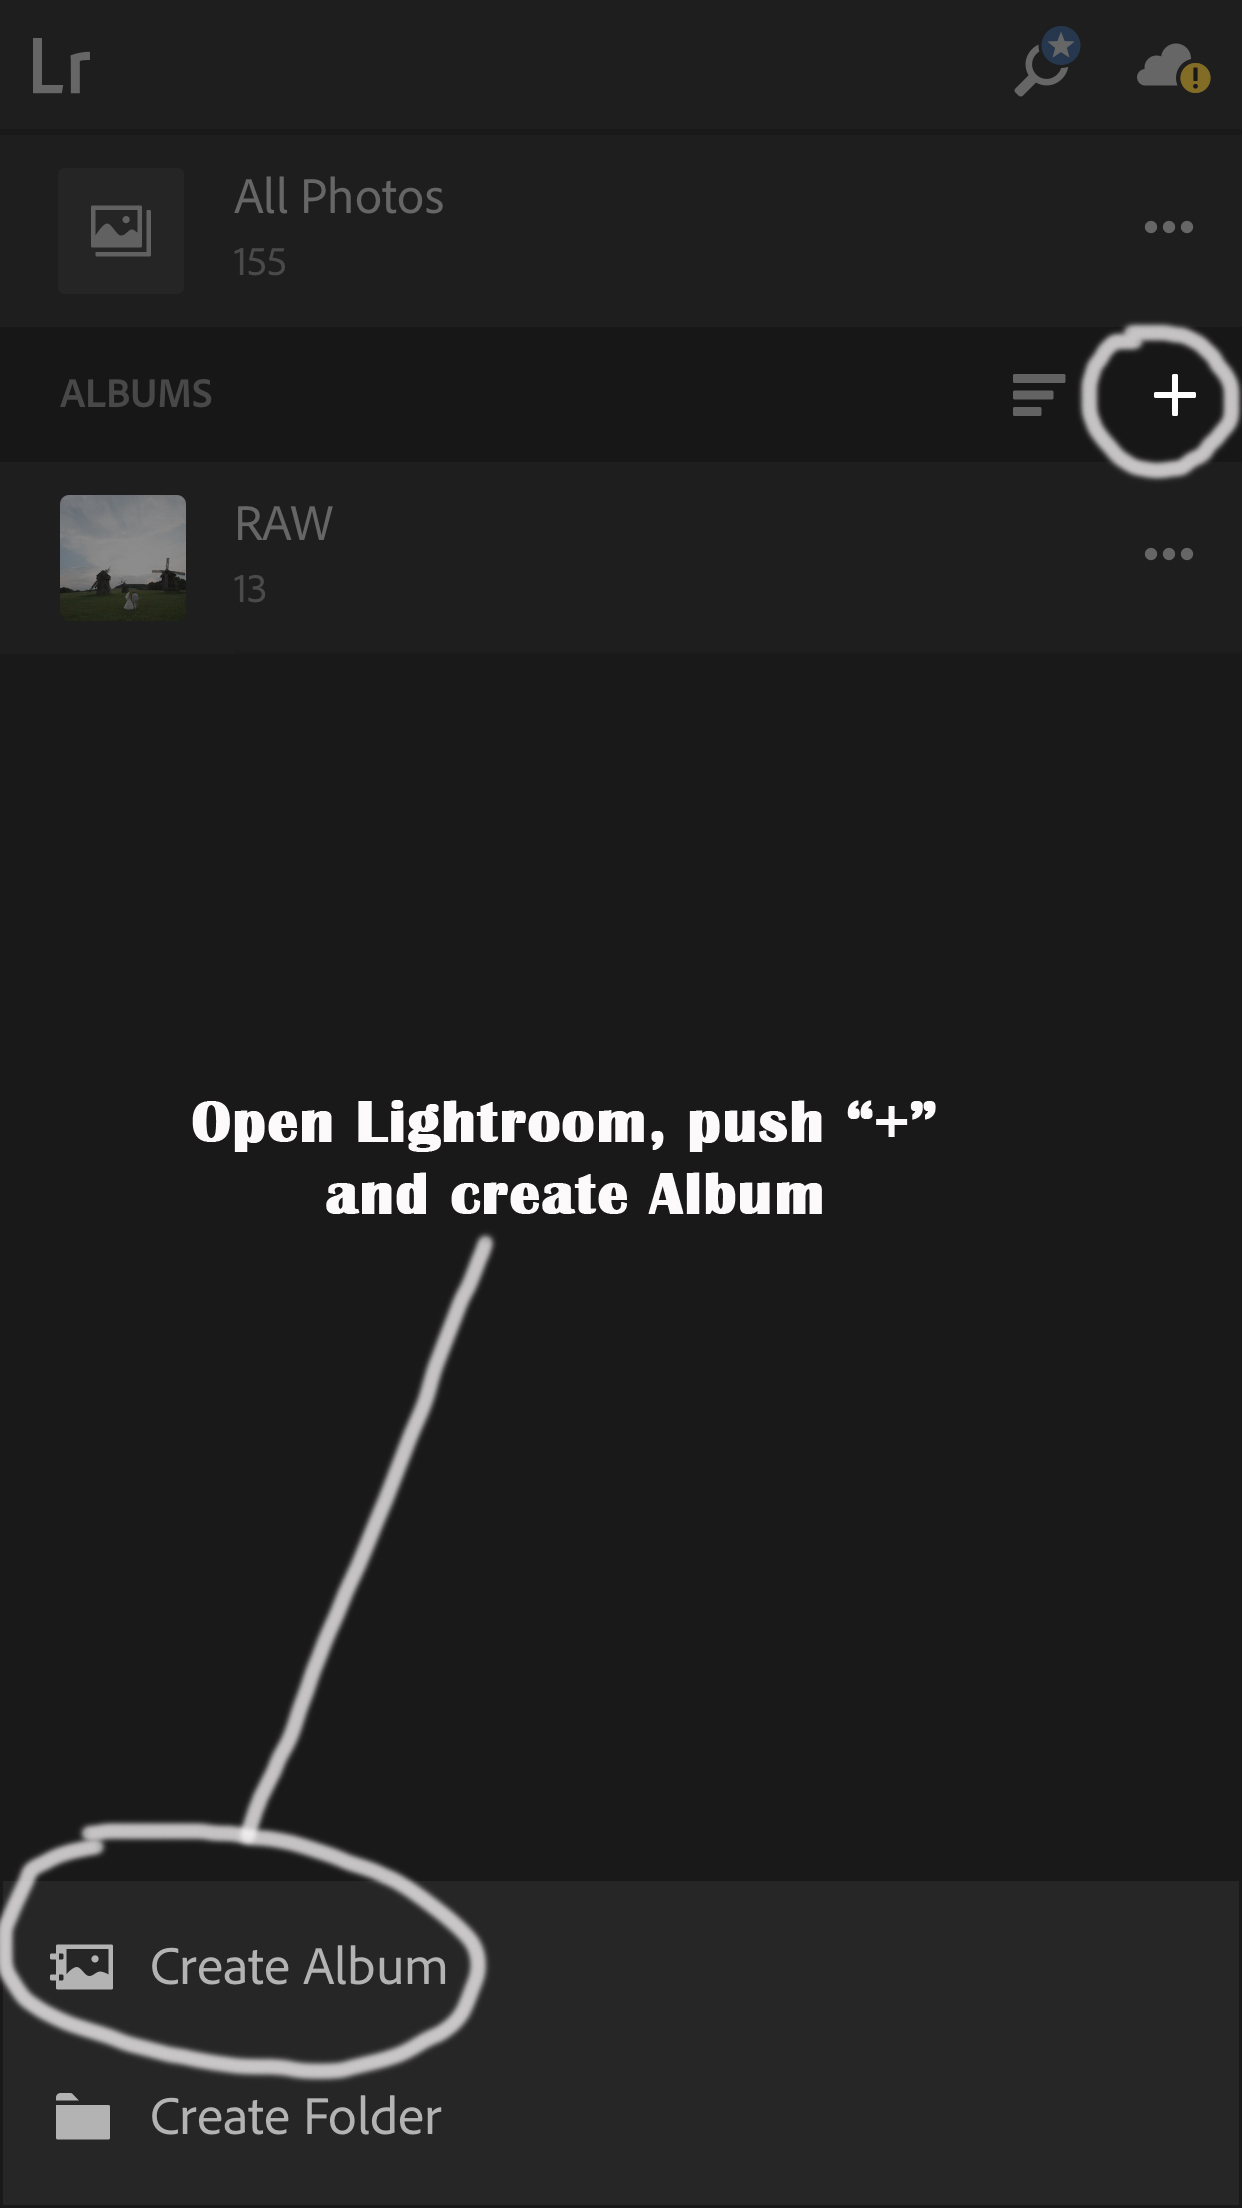 Lr
All Photos
155
ALBUMS
RAW
13
Open Lightroom, push “+”
and create Album
Create Album
Create Folder